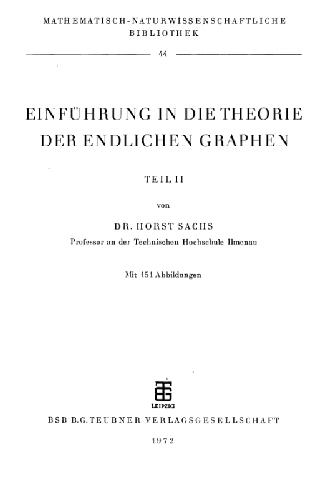 MATHEMATISCH-NATURWISSENSCHAFTLICHE
BIBLIOTHEK
44
EINFÜHRUNG IN DIE THEORIE
DER ENDLICHEN GRAPHEN
TEIL II
von
DR. HORST SACHS
Professor an der Technischen Hochschule Ilmenau
Mit 151 Abbildungen
LEIPZIG
BSB B.G. TEUBNER VERLAGSGESELLSCHAFT
1972